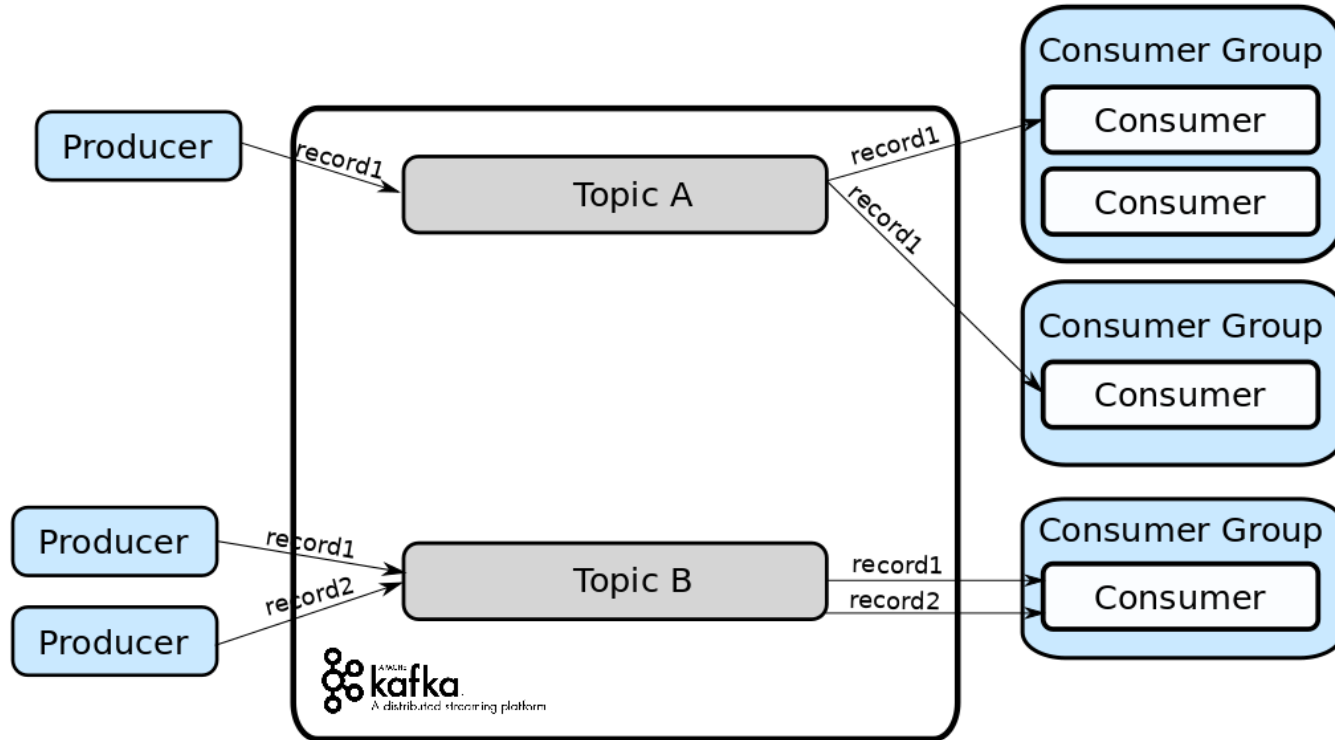 Consumer Group
Consumer
Consumer
Producer
record1
Topic A
record1
record1
Consumer Group
Consumer
Producer
record1
Producer
record2
Topic B
record1
record2
Consumer Group
Consumer
APACHE
kafka.
A distributed streaming platform